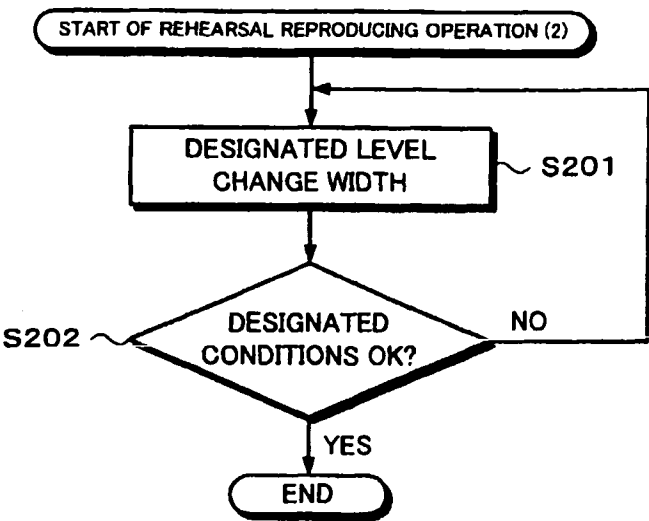 START OF REHEARSAL REPRODUCING OPERATION (2)
DESIGNATED LEVEL
CHANGE WIDTH
S201
DESIGNATED
CONDITIONS OK?
S202
NO
YES
END